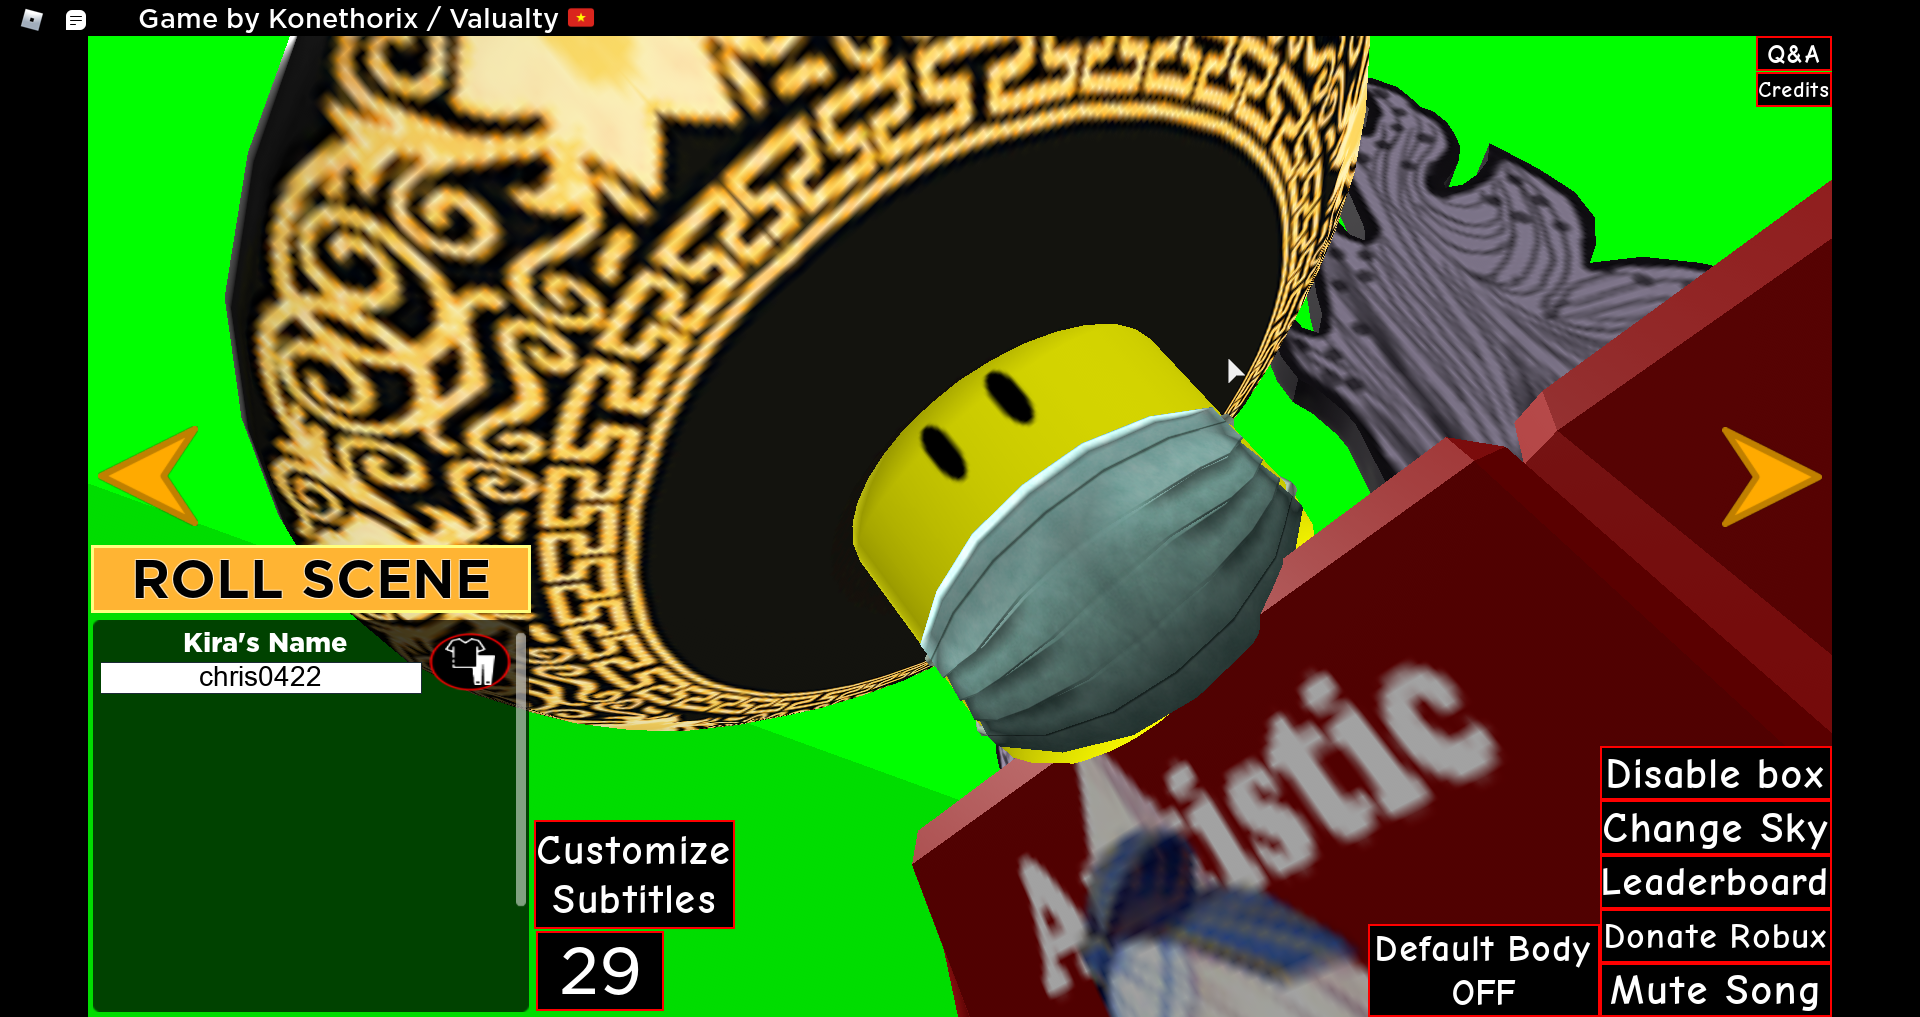 Game by Konethorix / Valualty
Q&A
Credits
ROLL SCENE
Kira's Name
chris0422
Artistic
Customize
Subtitles
29
Disable box
Change Sky
Leaderboard
Donate Robux
Mute Song
Default Body
OFF